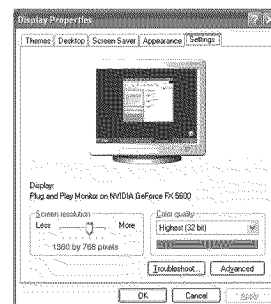 Display Properties
Themes Desktop Screen Saver Appearance Settings
Display:
Plug and Play Monitor on NVIDIA GeForce FX 5600
Screen resolution
Less More
1360 by 768 pixels
Color quality
Highest (32 bit)
Troubleshoot... Advanced
OK Cancel Apply